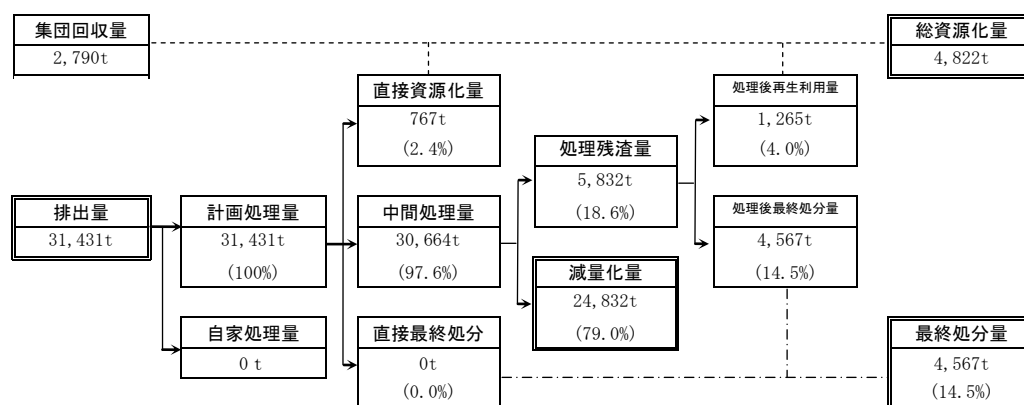 集団回収量
2,790t
総資源化量
4,822t
直接資源化量
767t
(2.4%)
処理後再生利用量
1,265t
(4.0%)
処理残渣量
5,832t
(18.6%)
排出量
31,431t
計画処理量
31,431t
(100%)
中間処理量
30,664t
(97.6%)
処理後最終処分量
4,567t
(14.5%)
減量化量
24,832t
(79.0%)
自家処理量
0 t
直接最終処分
0t
(0.0%)
最終処分量
4,567t
(14.5%)